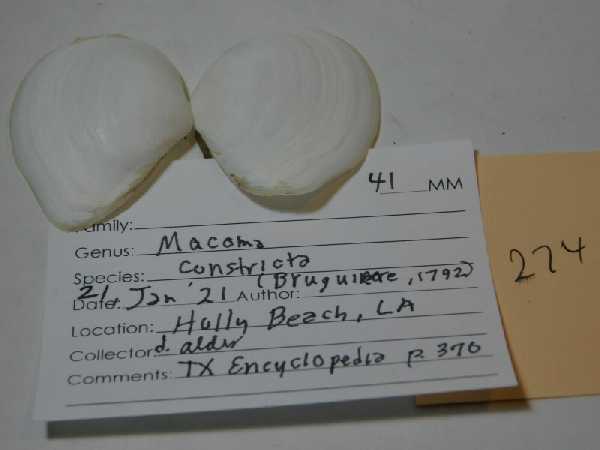 41 MM
Family:
Genus: Macoma
Species: constricta
(Bruguiere, 1792)
Date: 21 Jan '21 Author:
Location: Holly Beach, LA
Collector d. alder
Comments: TX Encyclopedia p. 370
274